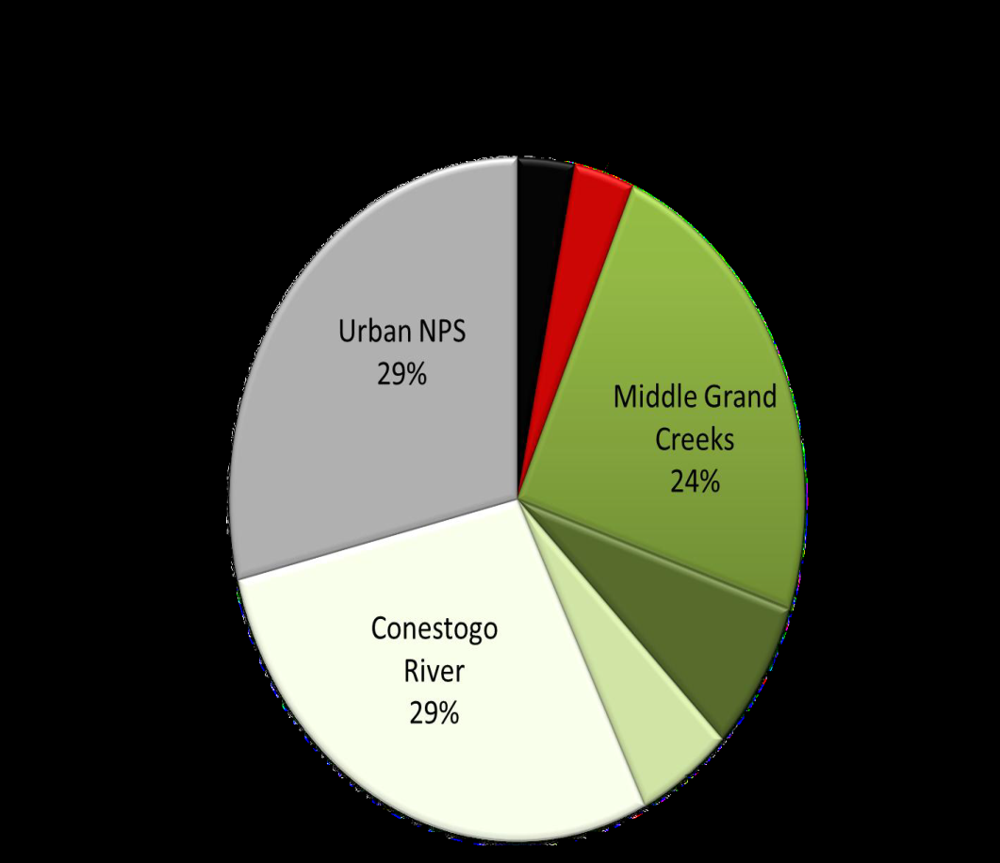 Urban NPS
29%
Middle Grand
Creeks
24%
Conestogo
River
29%